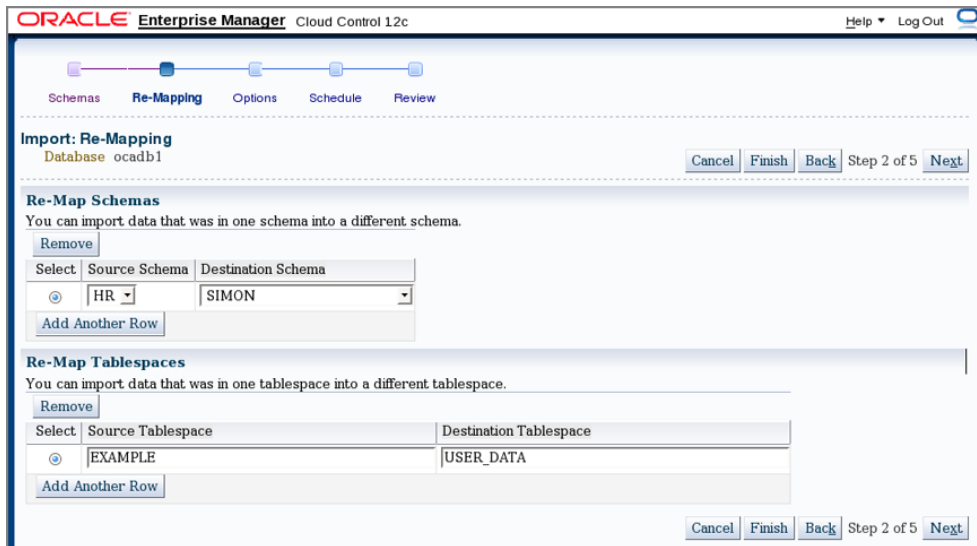 ORACLE Enterprise Manager Cloud Control 12c Help Log Out
Schemas Re-Mapping Options Schedule Review
Import: Re-Mapping
Database ocadb1
Cancel Finish Back Step 2 of 5 Next
Re-Map Schemas
You can import data that was in one schema into a different schema.
Remove
Select Source Schema Destination Schema
HR SIMON
Add Another Row
Re-Map Tablespaces
You can import data that was in one tablespace into a different tablespace.
Remove
Select Source Tablespace Destination Tablespace
EXAMPLE USER_DATA
Add Another Row
Cancel Finish Back Step 2 of 5 Next